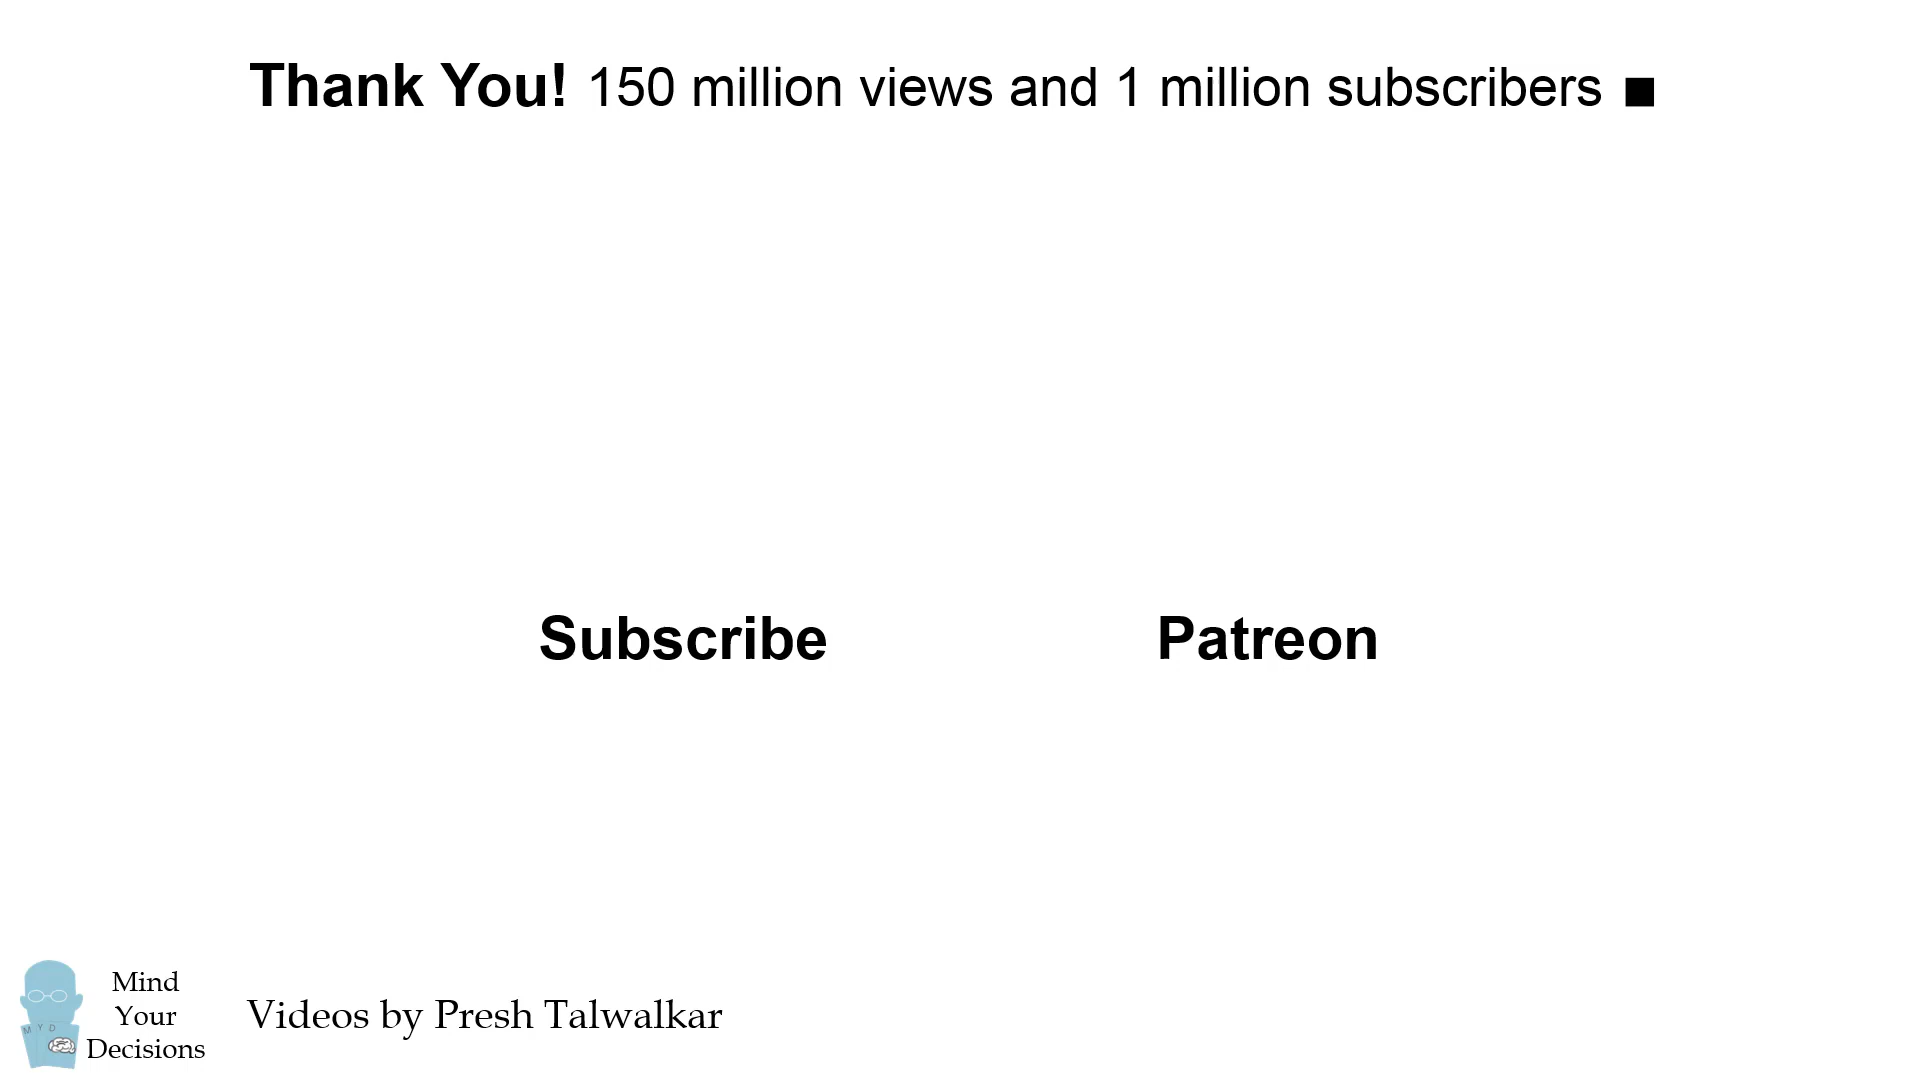 Thank You! 150 million views and 1 million subscribers ■
Subscribe Patreon
Mind
Your
Decisions
Videos by Presh Talwalkar
M Y D